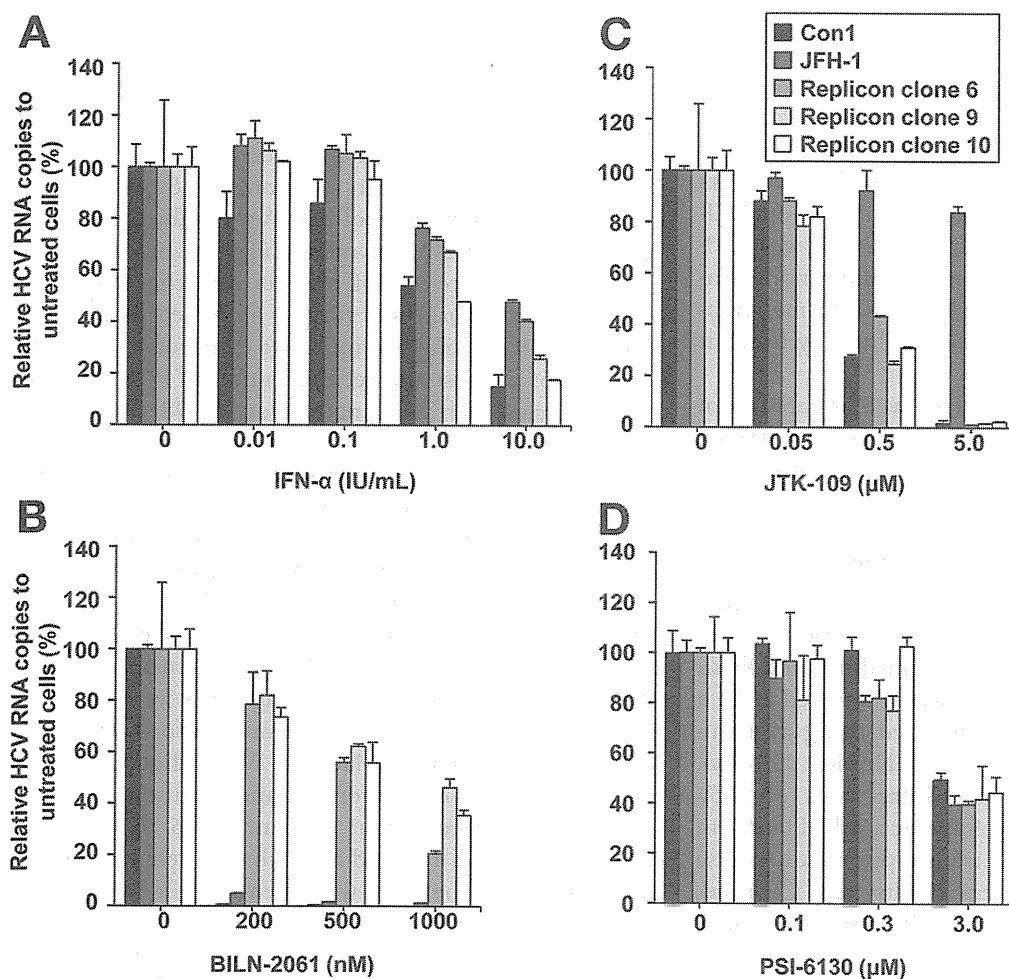 A
140
120
100
80
60
40
20
0
Relative HCV RNA copies to
untreated cells (%)
0 0.01 0.1 1.0 10.0
IFN-α (IU/mL)
C
140
120
100
80
60
40
20
0
0 0.05 0.5 5.0
JTK-109 (μM)
Con1
JFH-1
Replicon clone 6
Replicon clone 9
Replicon clone 10
B
140
120
100
80
60
40
20
0
Relative HCV RNA copies to
untreated cells (%)
0 200 500 1000
BILN-2061 (nM)
D
140
120
100
80
60
40
20
0
0 0.1 0.3 3.0
PSI-6130 (μM)